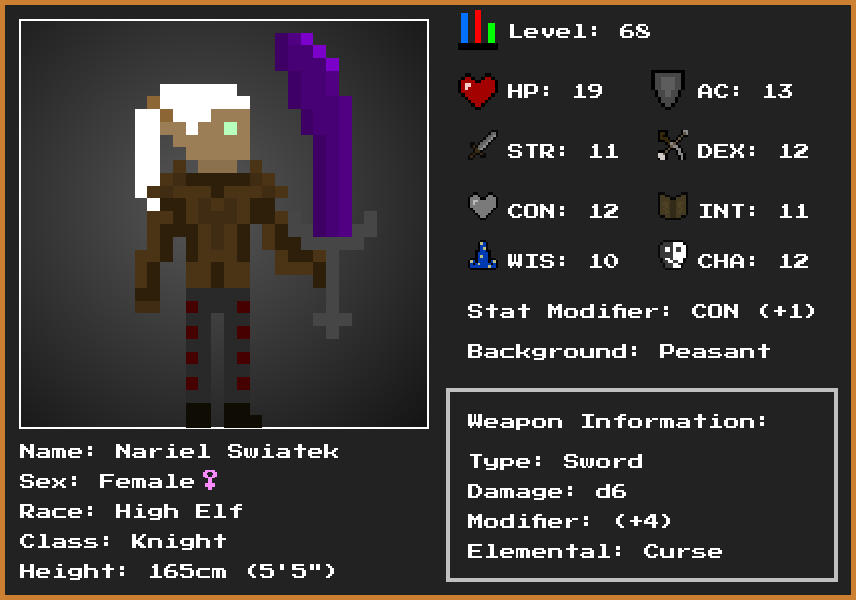 Level: 68
HP: 19 AC: 13
STR: 11 DEX: 12
CON: 12 INT: 11
WIS: 10 CHA: 12
Stat Modifier: CON (+1)
Background: Peasant
Name: Nariel Swiatek
Sex: Female♀
Race: High Elf
Class: Knight
Height: 165cm (5'5")
Weapon Information:
Type: Sword
Damage: d6
Modifier: (+4)
Elemental: Curse